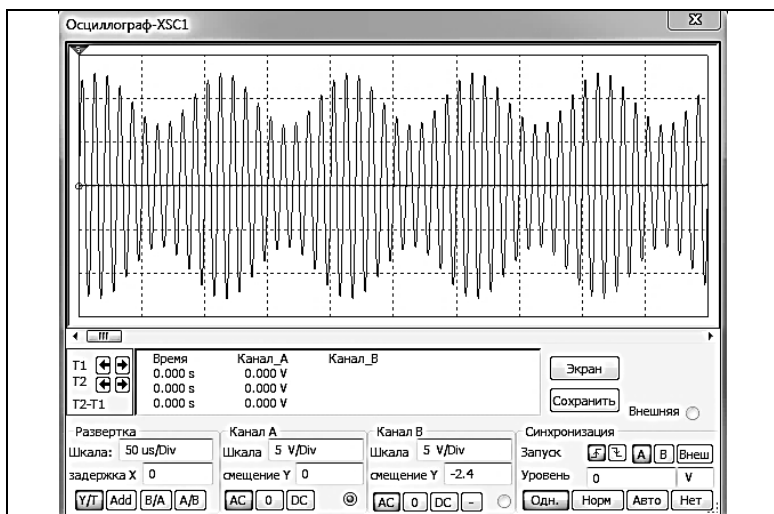 Осциллограф-XSC1
T1
T2
T2-T1
Время Канал_A Канал_B
0.000 s 0.000 V
0.000 s 0.000 V
0.000 s 0.000 V
Экран
Сохранить
Внешняя
Развертка
Шкала: 50 us/Div
задержка X 0
Y/T Add B/A A/B
Канал A
Шкала 5 V/Div
смещение Y 0
AC 0 DC
Канал B
Шкала 5 V/Div
смещение Y -2.4
AC 0 DC -
Синхронизация
Запуск A B Внеш
Уровень 0 V
Одн. Норм Авто Нет